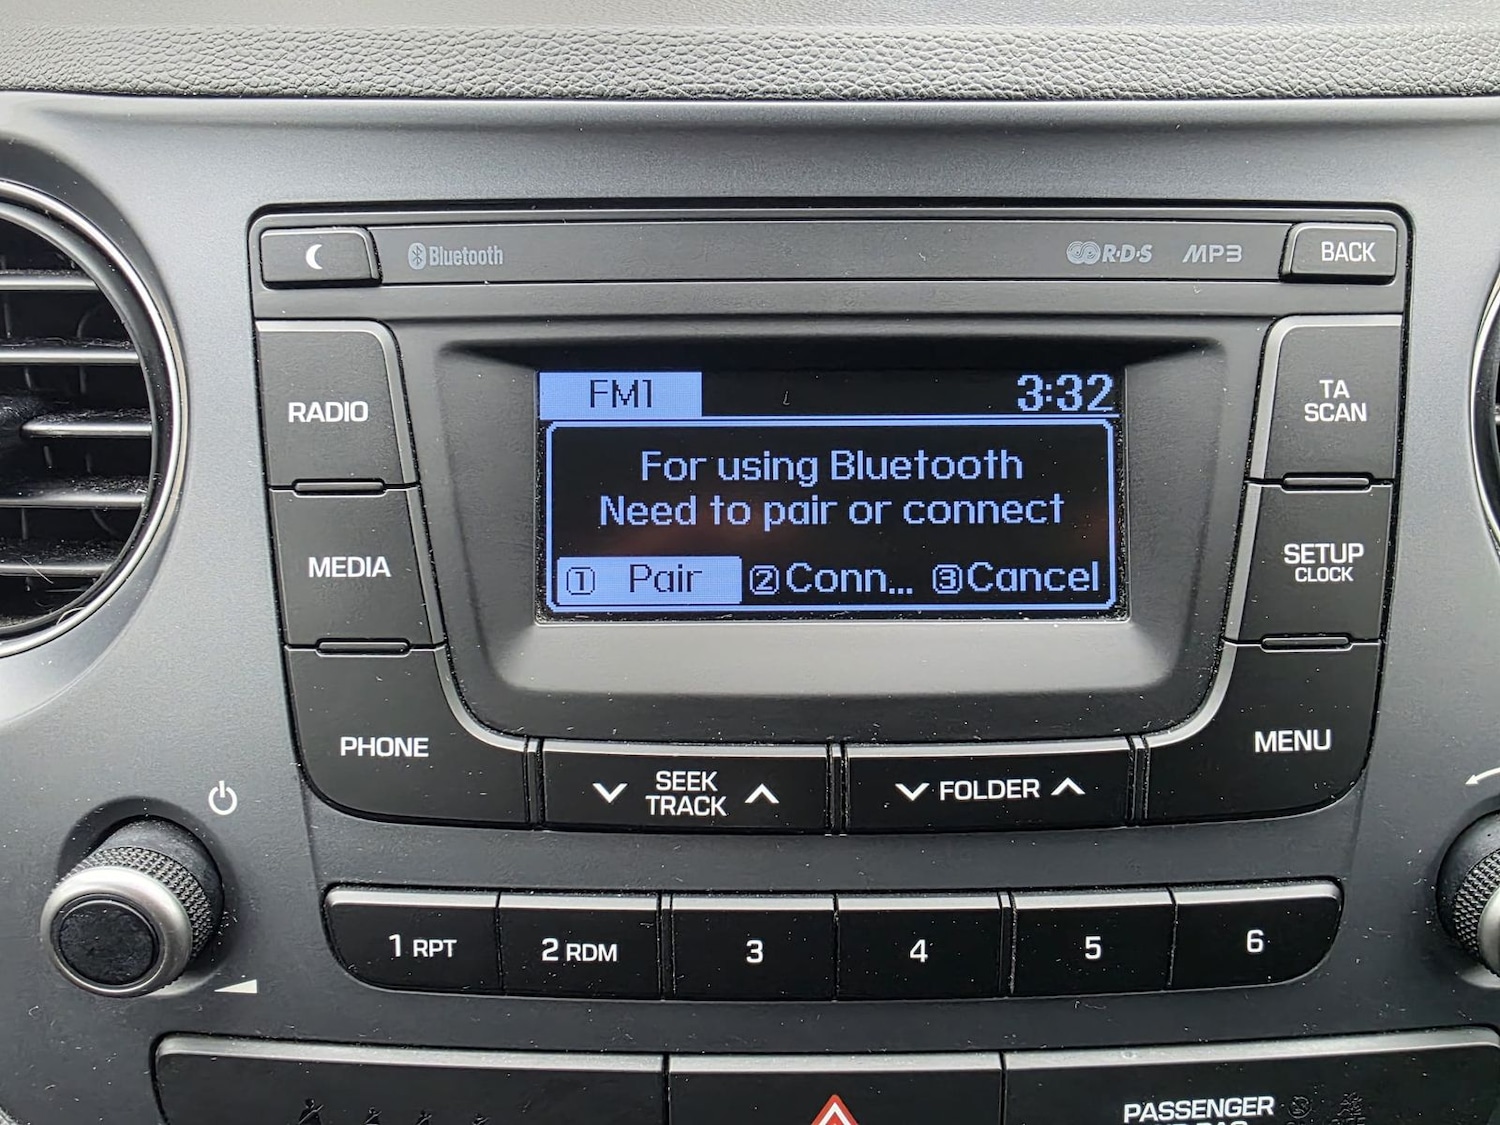 Bluetooth
R·D·S
MP3
BACK
RADIO
FM1
3:32
TA
SCAN
For using Bluetooth
Need to pair or connect
① Pair ②Conn... ③Cancel
MEDIA
SETUP
CLOCK
PHONE
SEEK
TRACK
FOLDER
MENU
1 RPT
2 RDM
3
4
5
6
PASSENGER